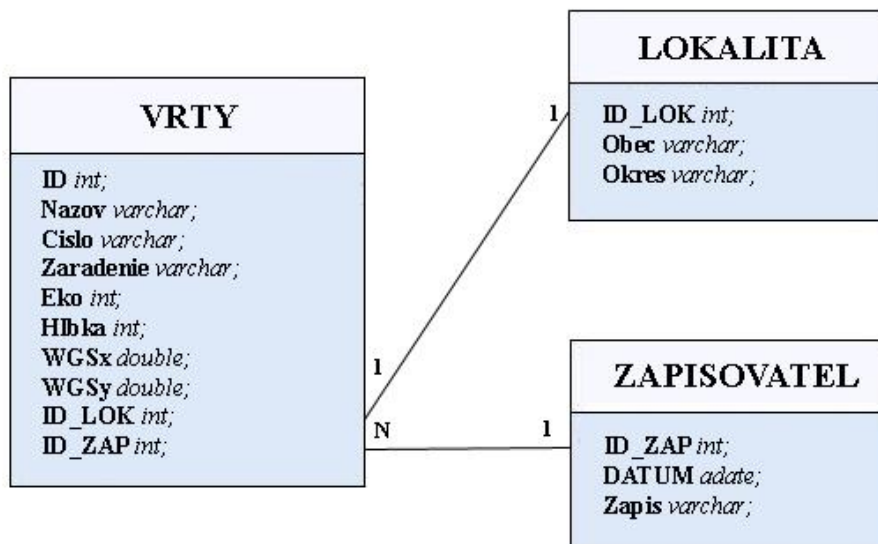 VRTY
ID int;
Nazov varchar;
Cislo varchar;
Zaradenie varchar;
Eko int;
Hlbka int;
WGSx double;
WGSy double;
ID_LOK int;
ID_ZAP int;
1
1
N
1
LOKALITA
ID_LOK int;
Obec varchar;
Okres varchar;
ZAPISOVATEL
ID_ZAP int;
DATUM adate;
Zapis varchar;